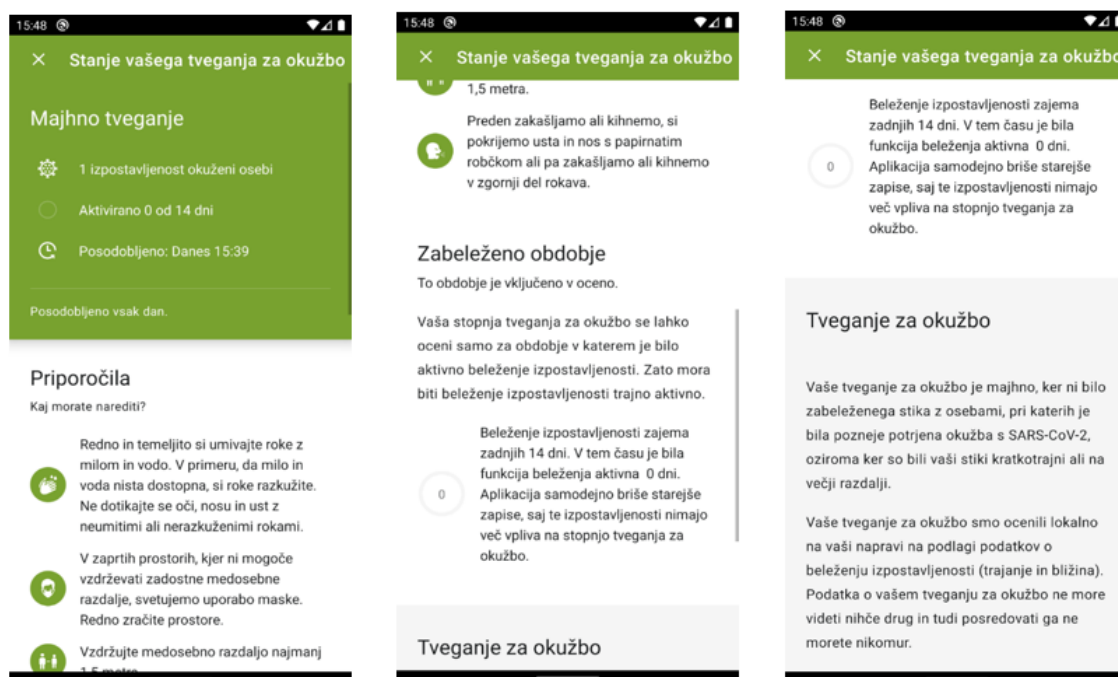 15:48
Stanje vašega tveganja za okužbo
Majhno tveganje
1 izpostavljenost okuženi osebi
Aktivirano 0 od 14 dni
Posodobljeno: Danes 15:39
Posodobljeno vsak dan.
Priporočila
Kaj morate narediti?
Redno in temeljito si umivajte roke z
milom in vodo. V primeru, da milo in
voda nista dostopna, si roke razkužite.
Ne dotikajte se oči, nosu in ust z
neumitimi ali nerazkuženimi rokami.
V zaprtih prostorih, kjer ni mogoče
vzdrževati zadostne medosebne
razdalje, svetujemo uporabo maske.
Redno zračite prostore.
Vzdržujte medosebno razdaljo najmanj
1,5 metra.
15:48
Stanje vašega tveganja za okužbo
1,5 metra.
Preden zakašljamo ali kihnemo, si
pokrijemo usta in nos s papirnatim
robčkom ali pa zakašljamo ali kihnemo
v zgornji del rokava.
Zabeleženo obdobje
To obdobje je vključeno v oceno.
Vaša stopnja tveganja za okužbo se lahko
oceni samo za obdobje v katerem je bilo
aktivno beleženje izpostavljenosti. Zato mora
biti beleženje izpostavljenosti trajno aktivno.
0
Beleženje izpostavljenosti zajema
zadnjih 14 dni. V tem času je bila
funkcija beleženja aktivna 0 dni.
Aplikacija samodejno briše starejše
zapise, saj te izpostavljenosti nimajo
več vpliva na stopnjo tveganja za
okužbo.
Tveganje za okužbo
15:48
Stanje vašega tveganja za okužbo
0
Beleženje izpostavljenosti zajema
zadnjih 14 dni. V tem času je bila
funkcija beleženja aktivna 0 dni.
Aplikacija samodejno briše starejše
zapise, saj te izpostavljenosti nimajo
več vpliva na stopnjo tveganja za
okužbo.
Tveganje za okužbo
Vaše tveganje za okužbo je majhno, ker ni bilo
zabeleženega stika z osebami, pri katerih je
bila pozneje potrjena okužba s SARS-CoV-2,
oziroma ker so bili vaši stiki kratkotrajni ali na
večji razdalji.
Vaše tveganje za okužbo smo ocenili lokalno
na vaši napravi na podlagi podatkov o
beleženju izpostavljenosti (trajanje in bližina).
Podatka o vašem tveganju za okužbo ne more
videti nihče drug in tudi posredovati ga ne
morete nikomur.